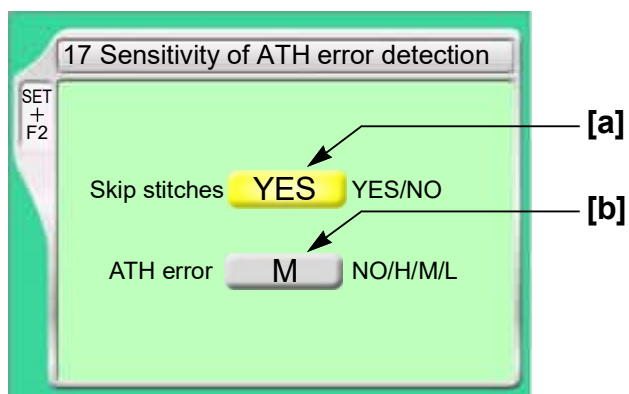 17 Sensitivity of ATH error detection
SET
+
F2
[a]
Skip stitches YES YES/NO
[b]
ATH error M NO/H/M/L